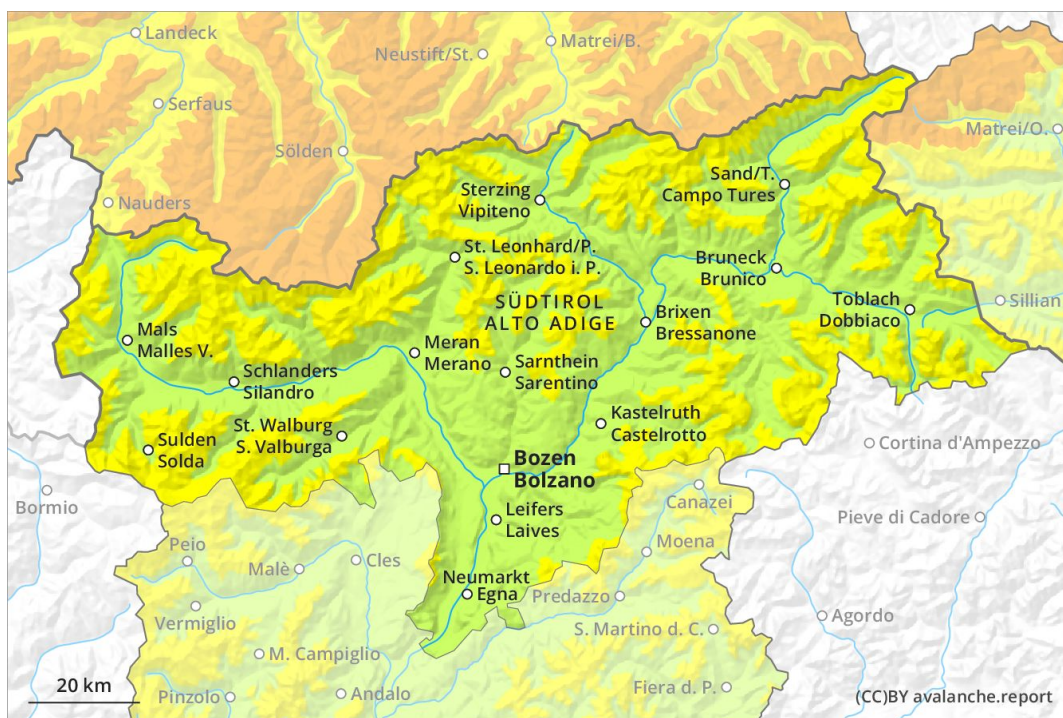 Landeck
Neustift/St.
Matrei/B.
Serfaus
Sölden
Matrei/O.
Nauders
Sterzing
Vipiteno
Sand/T.
Campo Tures
St. Leonhard/P.
S. Leonardo i. P.
Bruneck
Brunico
SÜDTIROL
ALTO ADIGE
Toblach
Dobbiaco
Sillian
Brixen
Bressanone
Mals
Malles V.
Meran
Merano
Schlanders
Silandro
Sarnthein
Sarentino
Kastelruth
Castelrotto
St. Walburg
S. Valburga
Sulden
Solda
Cortina d'Ampezzo
Bozen
Bolzano
Bormio
Canazei
Leifers
Laives
Pieve di Cadore
Peio
Cles
Moena
Malè
Neumarkt
Egna
Predazzo
Vermiglio
Agordo
S. Martino d. C.
M. Campiglio
20 km
Pinzolo
Andalo
Fiera d. P.
(CC)BY avalanche.report